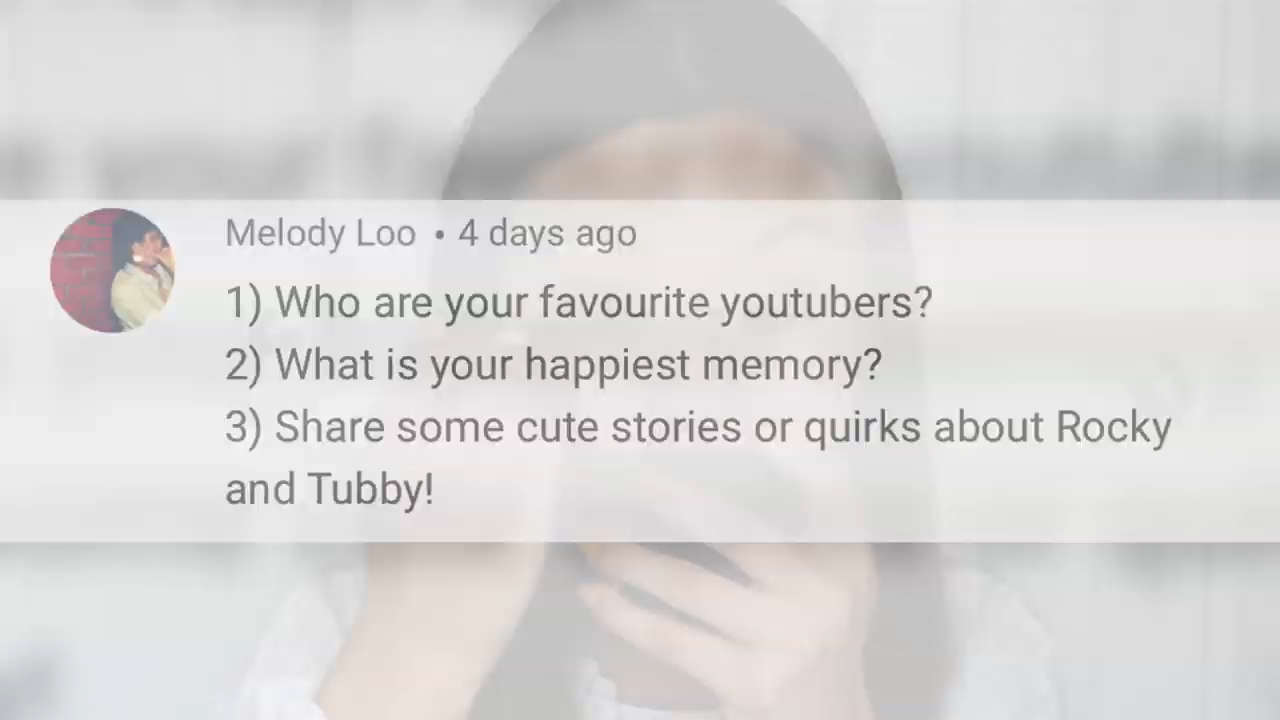 Melody Loo • 4 days ago
1) Who are your favourite youtubers?
2) What is your happiest memory?
3) Share some cute stories or quirks about Rocky
and Tubby!